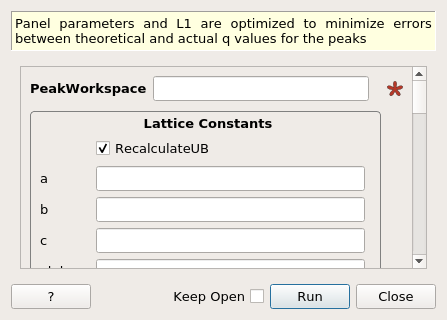 Panel parameters and L1 are optimized to minimize errors
between theoretical and actual q values for the peaks
PeakWorkspace
Lattice Constants
RecalculateUB
a
b
c
? Keep Open Run Close